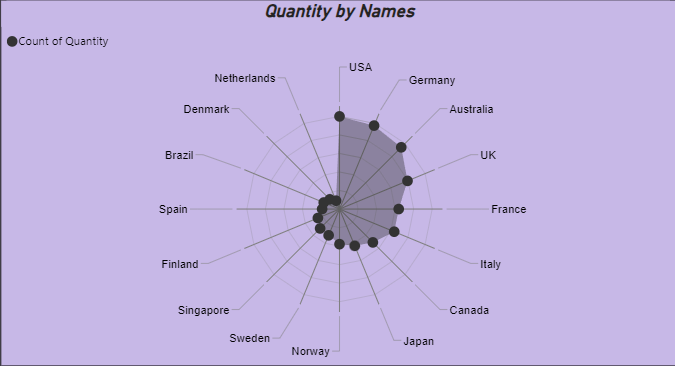 Quantity by Names
Count of Quantity
USA
Germany
Australia
UK
France
Italy
Canada
Japan
Norway
Sweden
Singapore
Finland
Spain
Brazil
Denmark
Netherlands